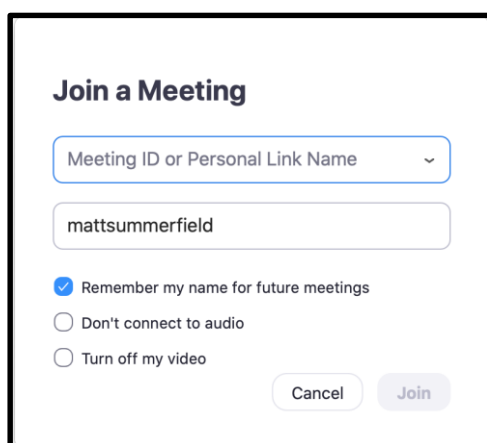 Join a Meeting
Meeting ID or Personal Link Name
mattsummerfield
Remember my name for future meetings
Don't connect to audio
Turn off my video
Cancel Join